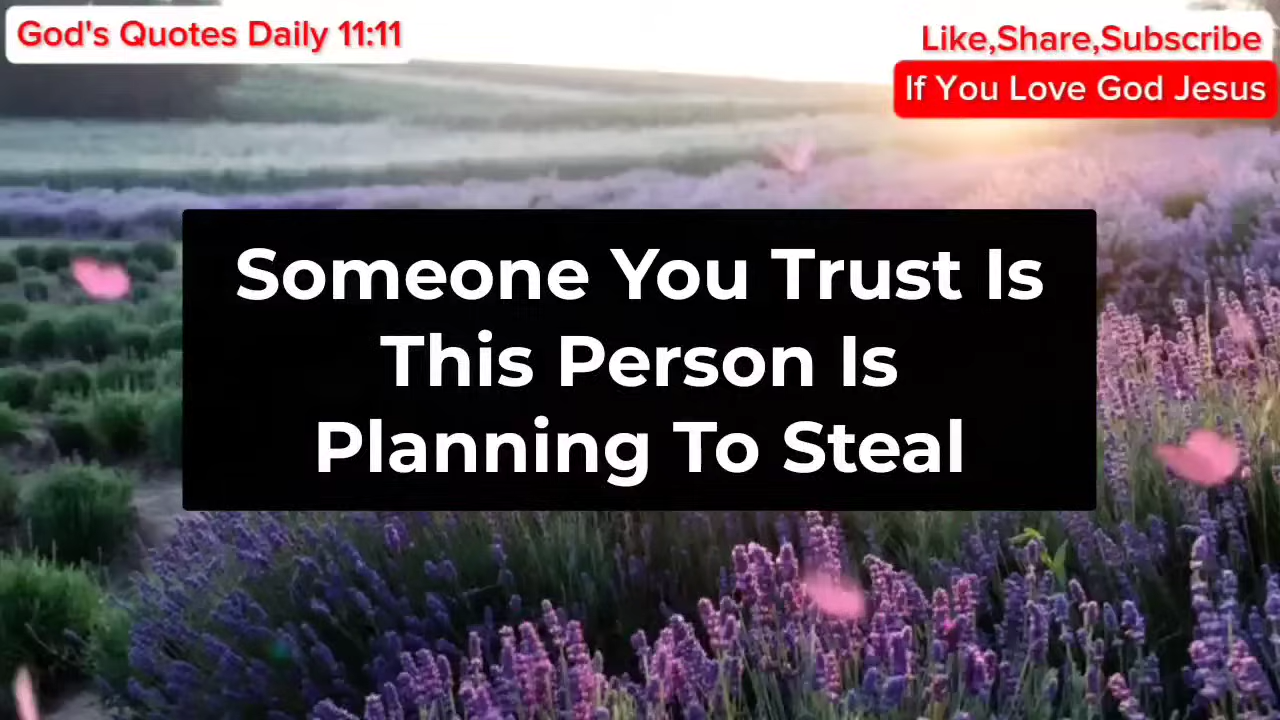 God's Quotes Daily 11:11
Like,Share,Subscribe
If You Love God Jesus
Someone You Trust Is
This Person Is
Planning To Steal